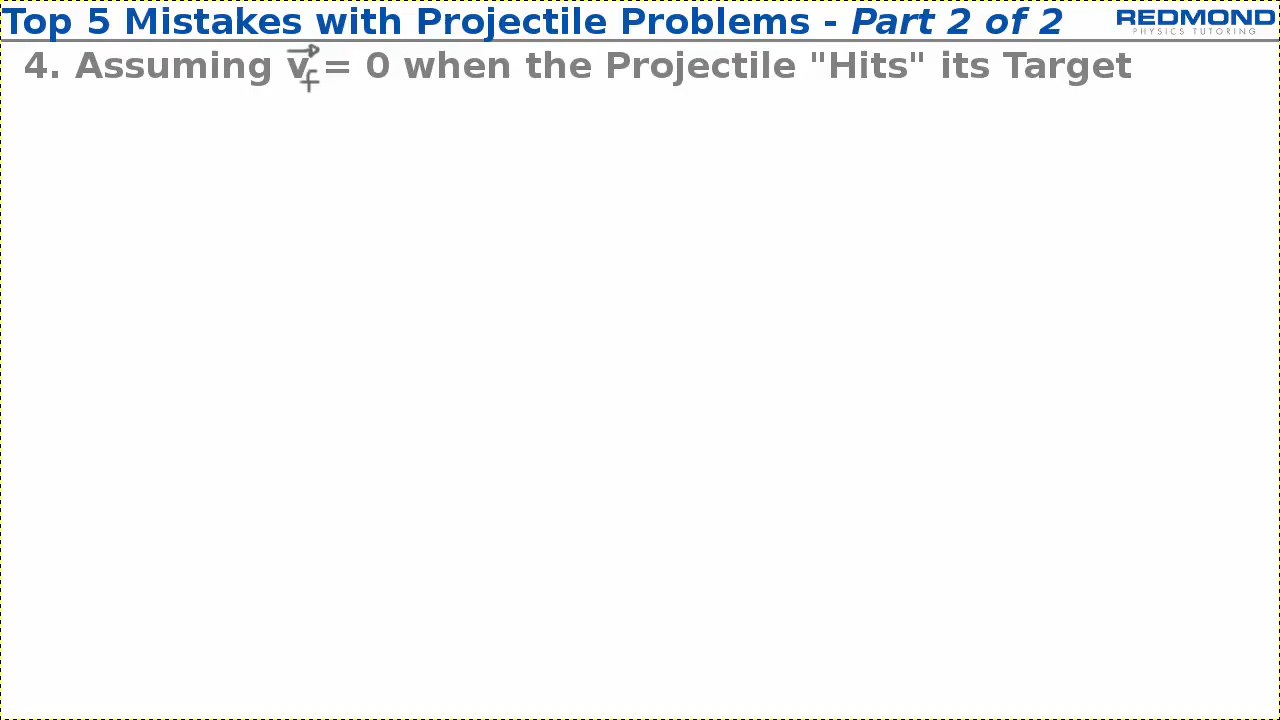 Top 5 Mistakes with Projectile Problems - Part 2 of 2
REDMOND
PHYSICS TUTORING
4. Assuming v⃗f = 0 when the Projectile "Hits" its Target